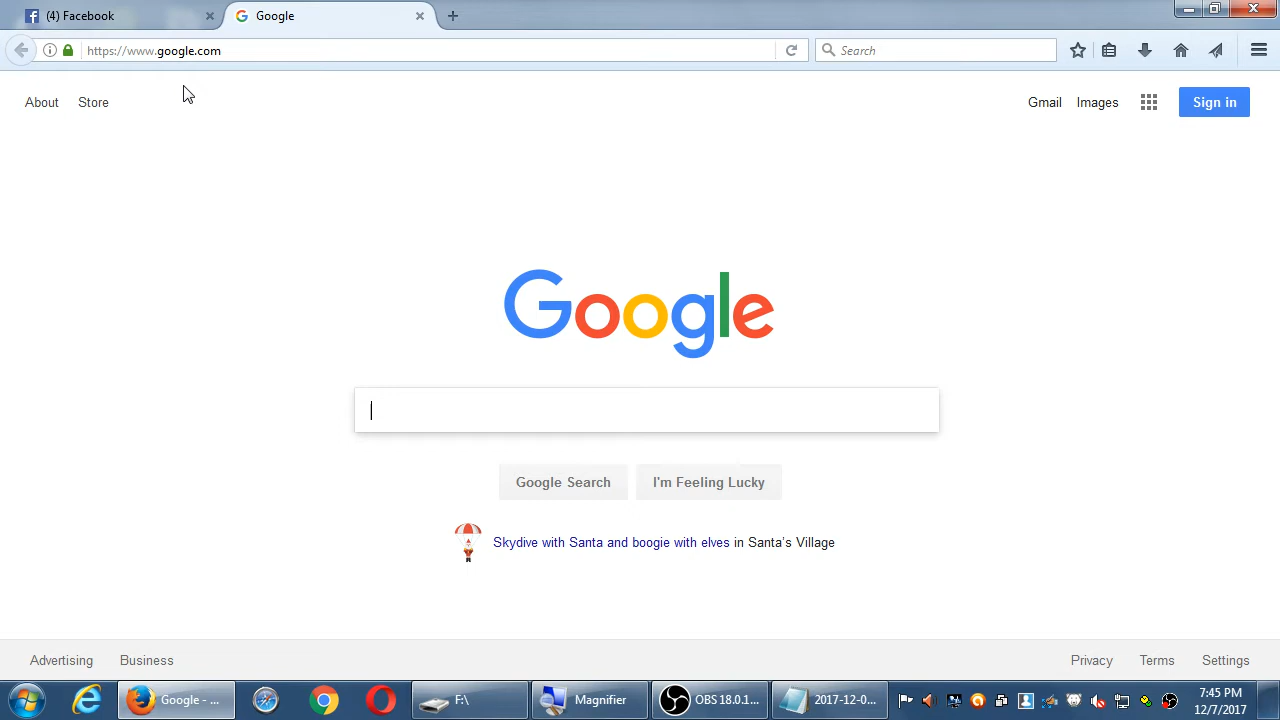 (4) Facebook
Google
https://www.google.com
Search
About
Store
Gmail
Images
Sign in
Google
Google Search
I'm Feeling Lucky
Skydive with Santa and boogie with elves in Santa's Village
Advertising
Business
Privacy
Terms
Settings
Google - ...
F:\
Magnifier
OBS 18.0.1...
2017-12-0...
7:45 PM
12/7/2017